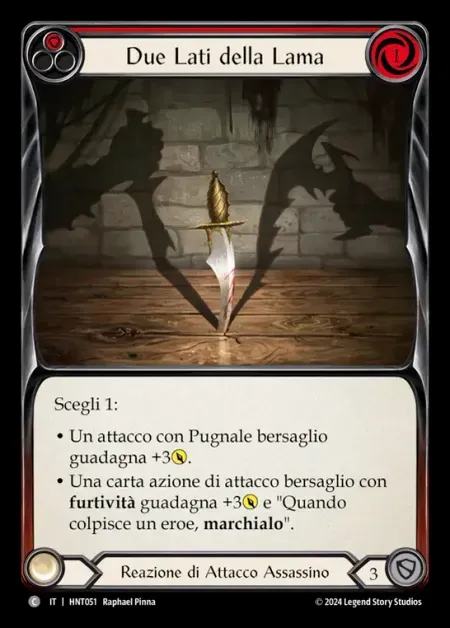 1
Due Lati della Lama
Scegli 1:
• Un attacco con Pugnale bersaglio
guadagna +3.
• Una carta azione di attacco bersaglio con
furtività guadagna +3 e "Quando
colpisce un eroe, marchialo".
Reazione di Attacco Assassino
3
C IT | HNT051 Raphael Pinna
© 2024 Legend Story Studios